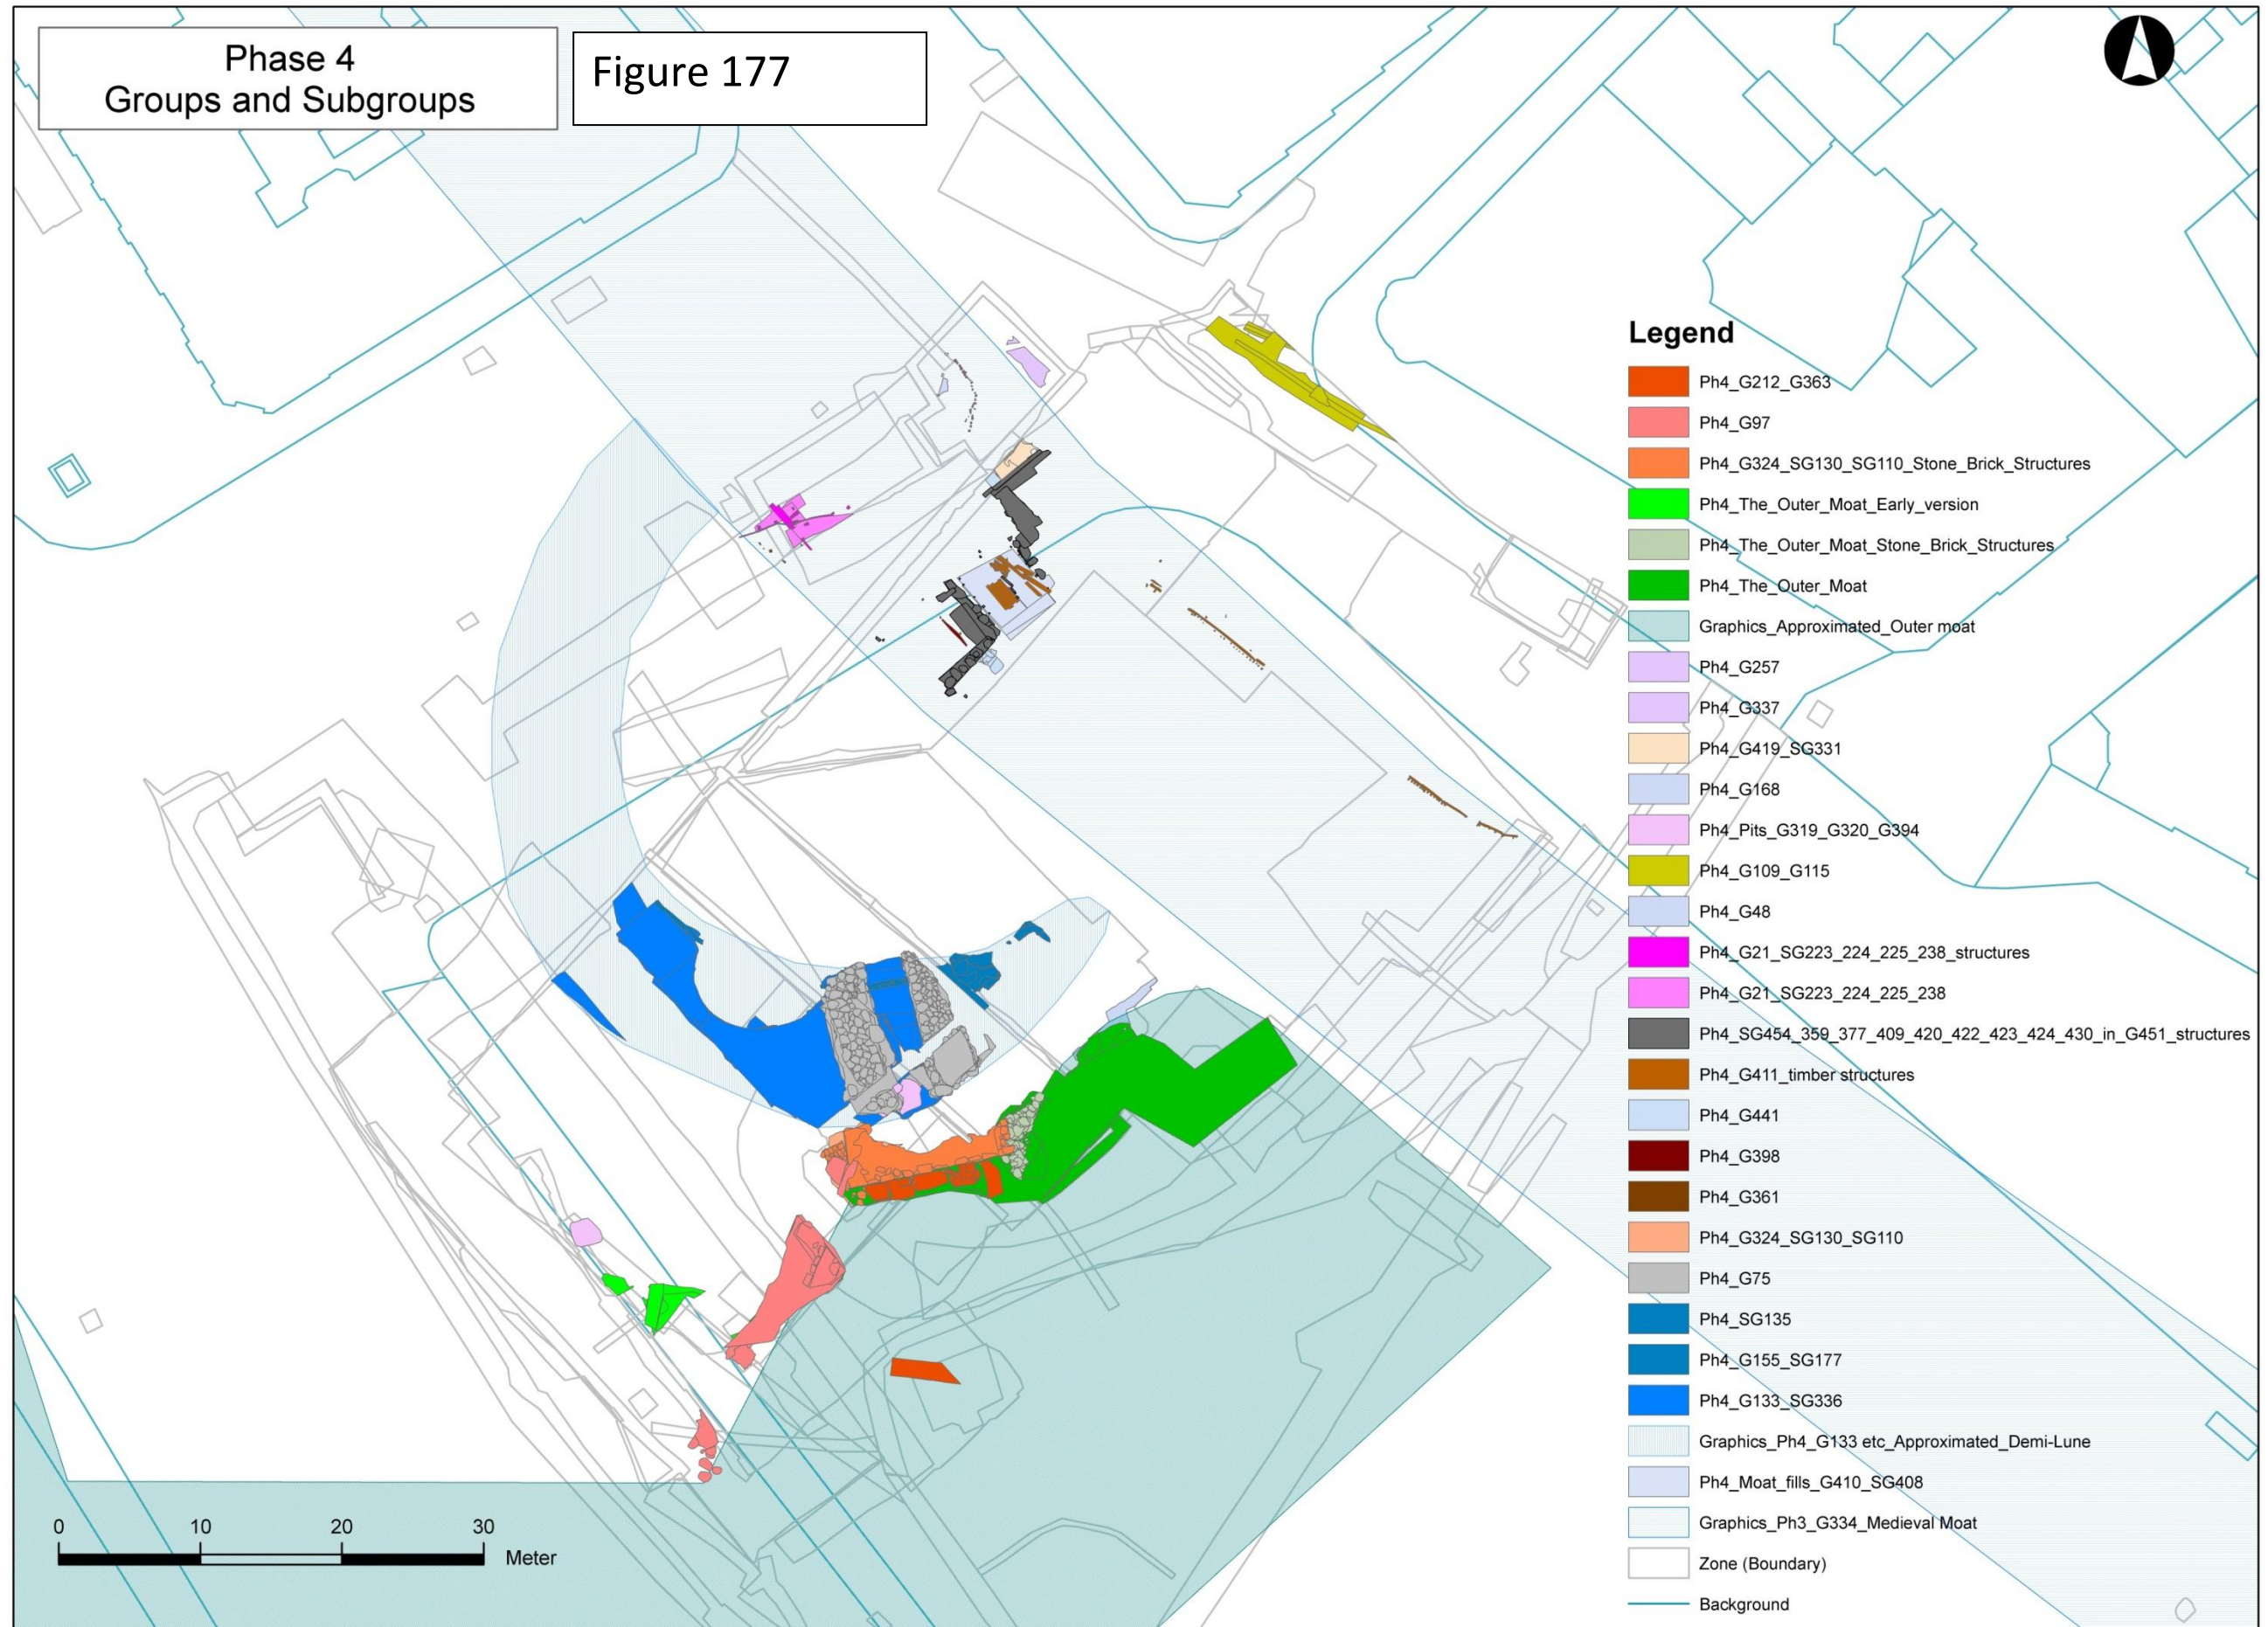 Phase 4
Groups and Subgroups
Figure 177
Legend
Ph4_G212_G363
Ph4_G97
Ph4_G324_SG130_SG110_Stone_Brick_Structures
Ph4_The_Outer_Moat_Early_version
Ph4_The_Outer_Moat_Stone_Brick_Structures
Ph4_The_Outer_Moat
Graphics_Approximated_Outer moat
Ph4_G257
Ph4_G337
Ph4_G419_SG331
Ph4_G168
Ph4_Pits_G319_G320_G394
Ph4_G109_G115
Ph4_G48
Ph4_G21_SG223_224_225_238_structures
Ph4_G21_SG223_224_225_238
Ph4_SG454_359_377_409_420_422_423_424_430_in_G451_structures
Ph4_G411_timber structures
Ph4_G441
Ph4_G398
Ph4_G361
Ph4_G324_SG130_SG110
Ph4_G75
Ph4_SG135
Ph4_G155_SG177
Ph4_G133_SG336
Graphics_Ph4_G133 etc_Approximated_Demi-Lune
Ph4_Moat_fills_G410_SG408
Graphics_Ph3_G334_Medieval Moat
Zone (Boundary)
Background
0 10 20 30
Meter